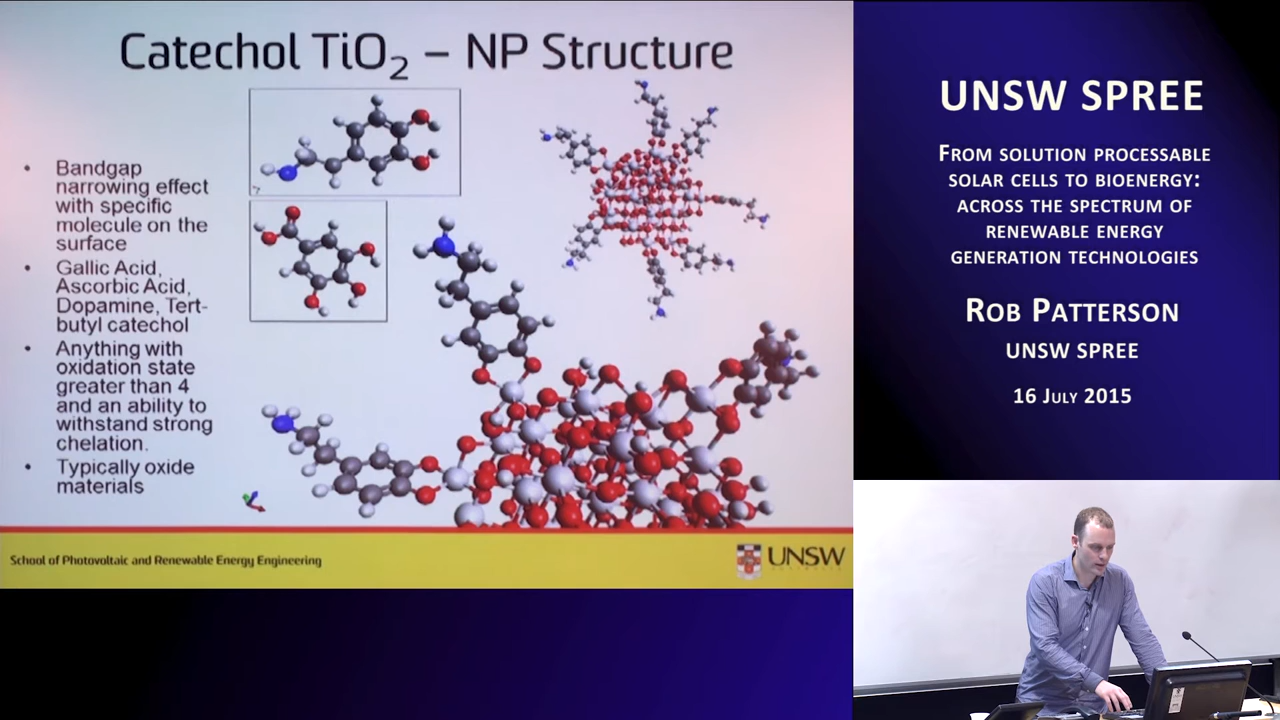 Catechol TiO₂ – NP Structure
• Bandgap
narrowing effect
with specific
molecule on the
surface
• Gallic Acid,
Ascorbic Acid,
Dopamine, Tert-
butyl catechol
• Anything with
oxidation state
greater than 4
and an ability to
withstand strong
chelation.
• Typically oxide
materials
School of Photovoltaic and Renewable Energy Engineering
UNSW
UNSW SPREE
FROM SOLUTION PROCESSABLE
SOLAR CELLS TO BIOENERGY:
ACROSS THE SPECTRUM OF
RENEWABLE ENERGY
GENERATION TECHNOLOGIES
ROB PATTERSON
UNSW SPREE
16 JULY 2015